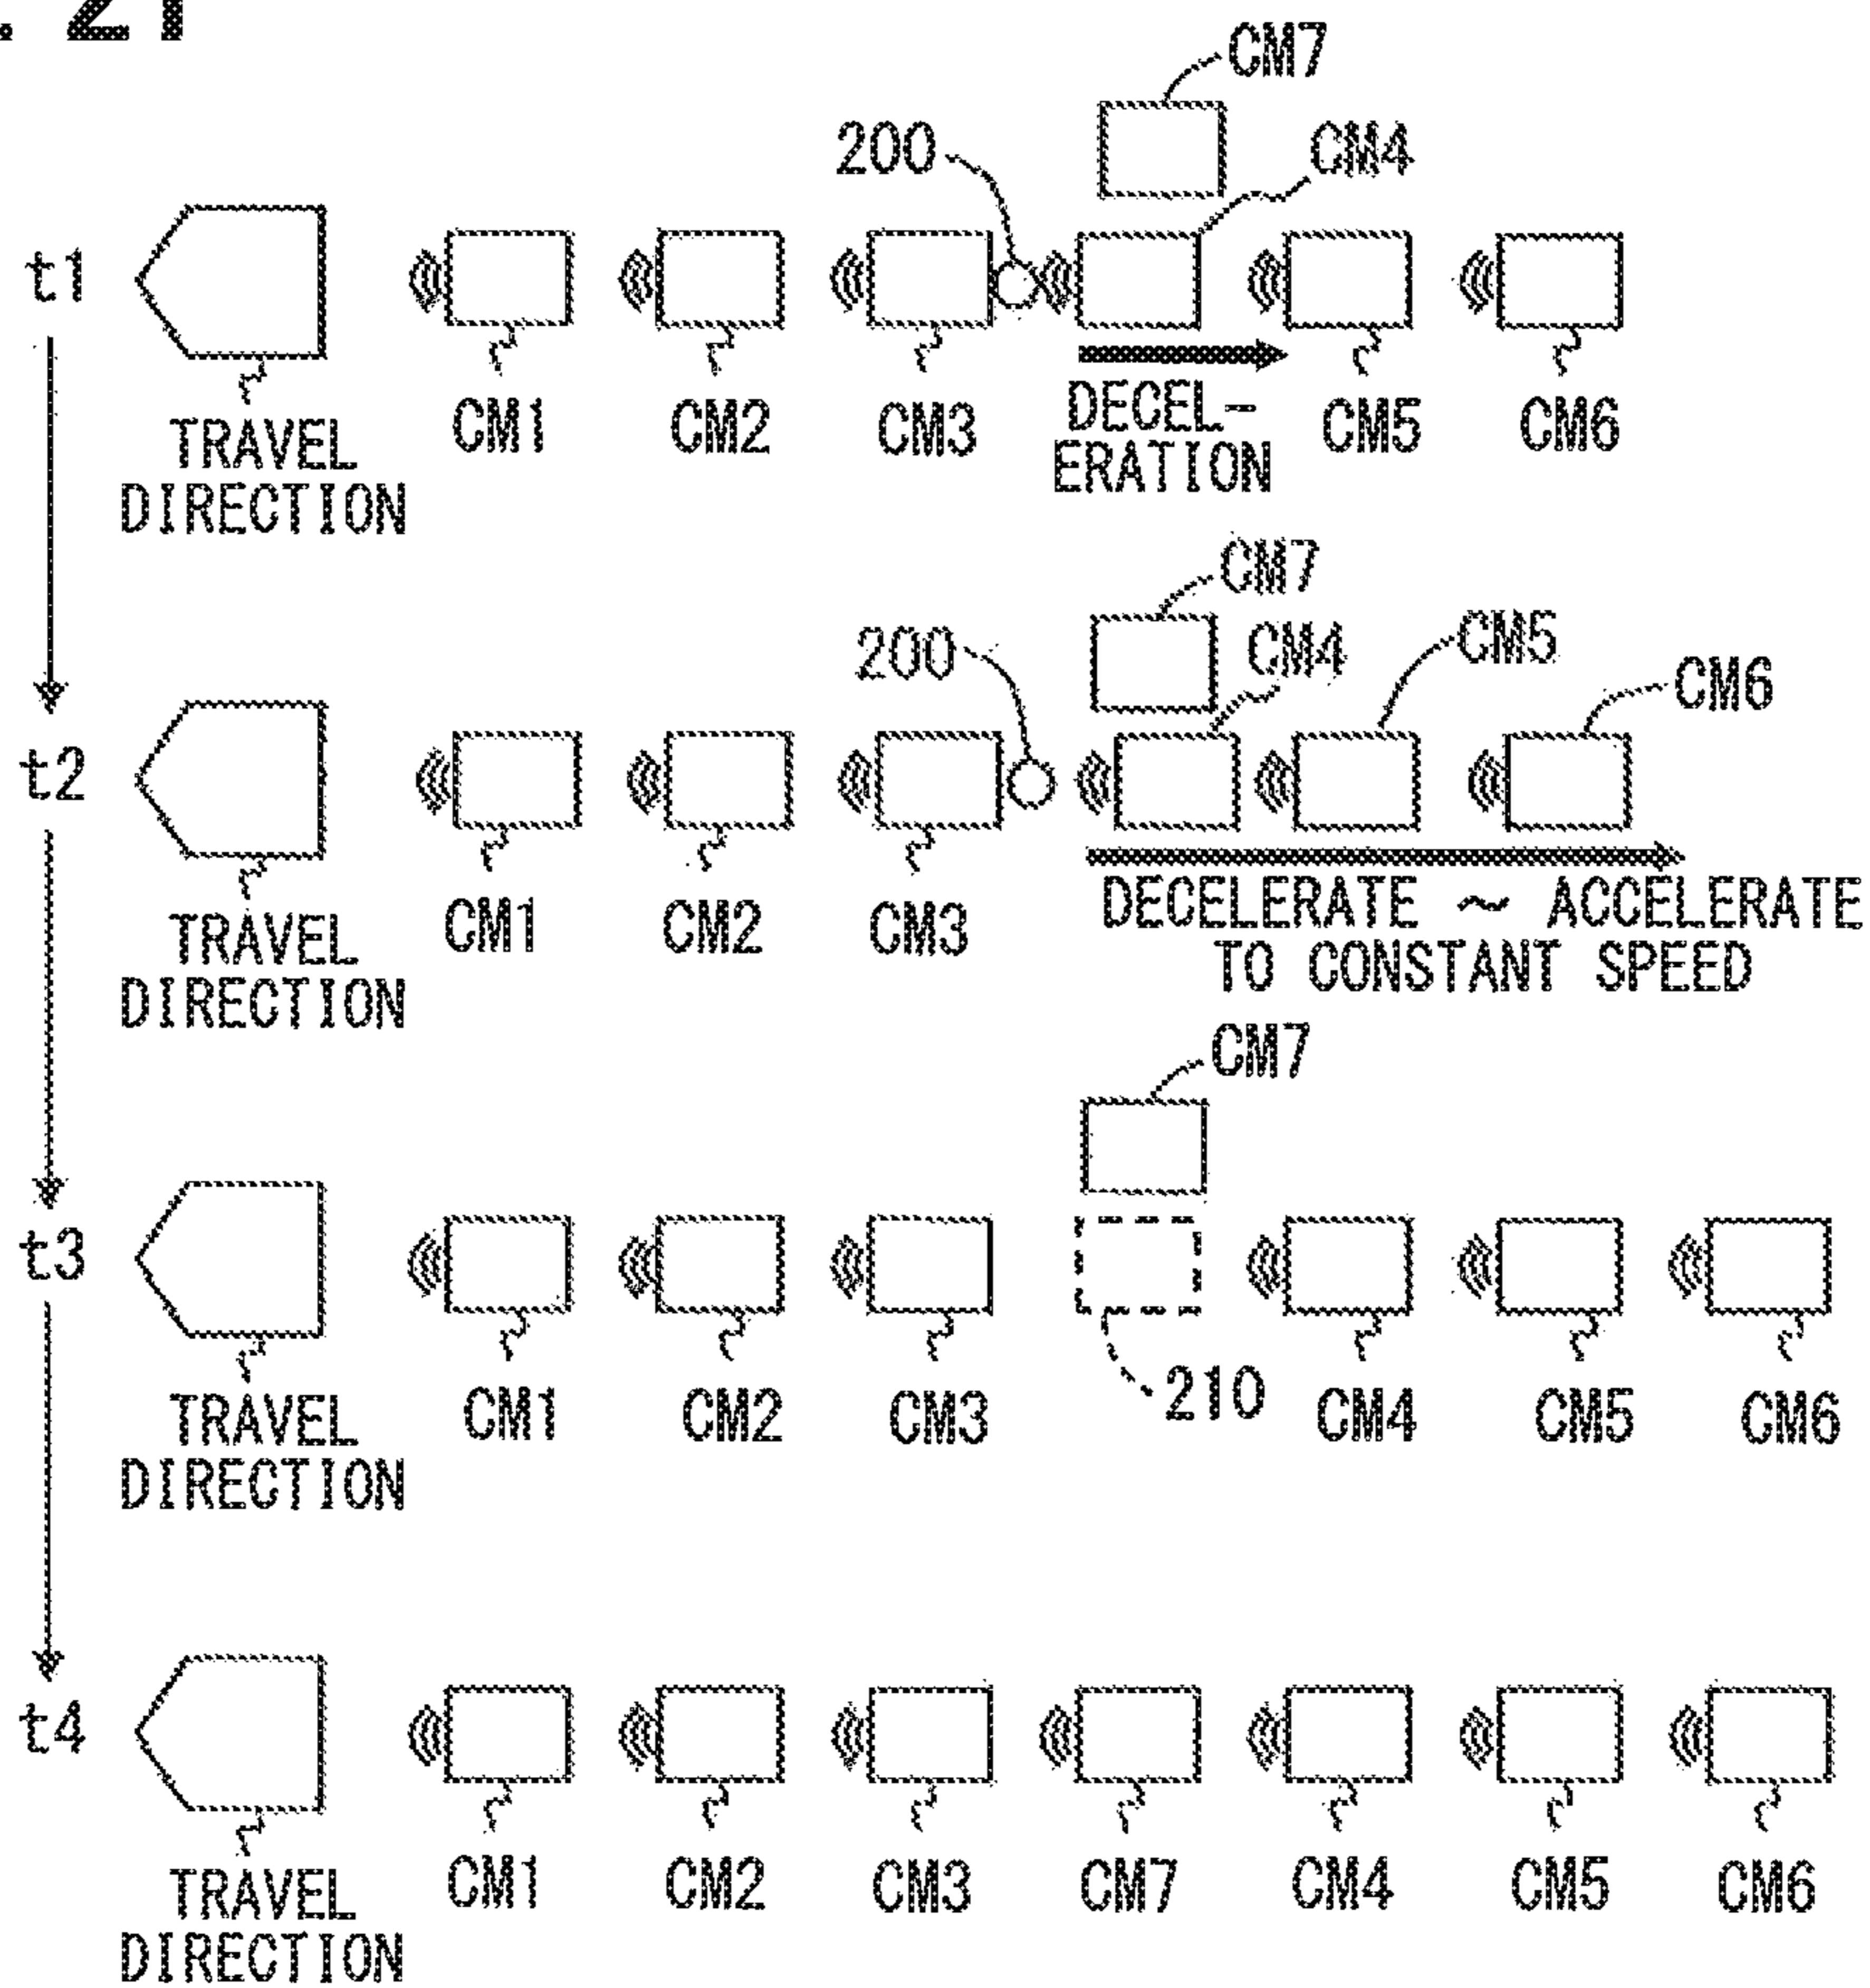 . 21
CM7
200
CM4
t1
CM1
CM2
CM3
DECEL-
ERATION
CM5
CM6
TRAVEL
DIRECTION
CM7
200
CM4
CM5
CM6
t2
CM1
CM2
CM3
DECELERATE ~ ACCELERATE
TO CONSTANT SPEED
TRAVEL
DIRECTION
CM7
t3
CM1
CM2
CM3
210
CM4
CM5
CM6
TRAVEL
DIRECTION
t4
CM1
CM2
CM3
CM7
CM4
CM5
CM6
TRAVEL
DIRECTION